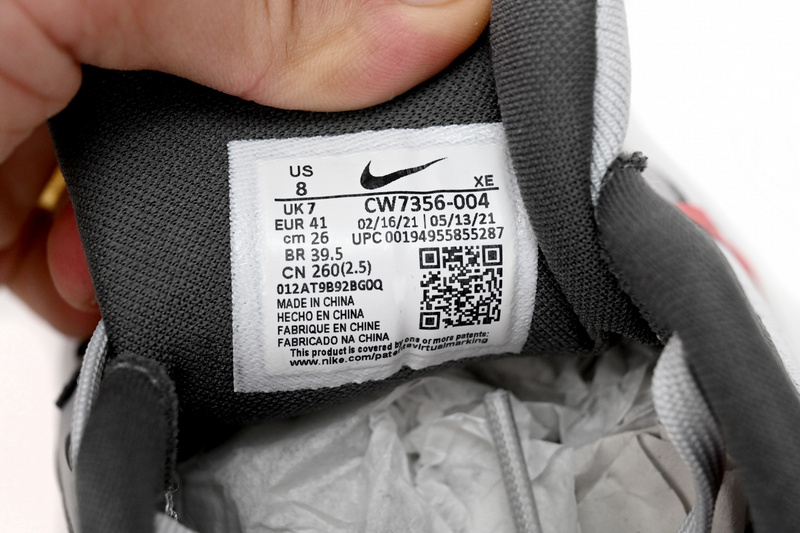 US
8
XE
UK 7
CW7356-004
EUR 41
02/16/21 | 05/13/21
cm 26
UPC 00194955855287
BR 39.5
CN 260(2.5)
012AT9B92BG0Q
MADE IN CHINA
HECHO EN CHINA
FABRIQUE EN CHINE
FABRICADO NA CHINA
This product is covered by one or more patents:
www.nike.com/patentsvirtualmarking